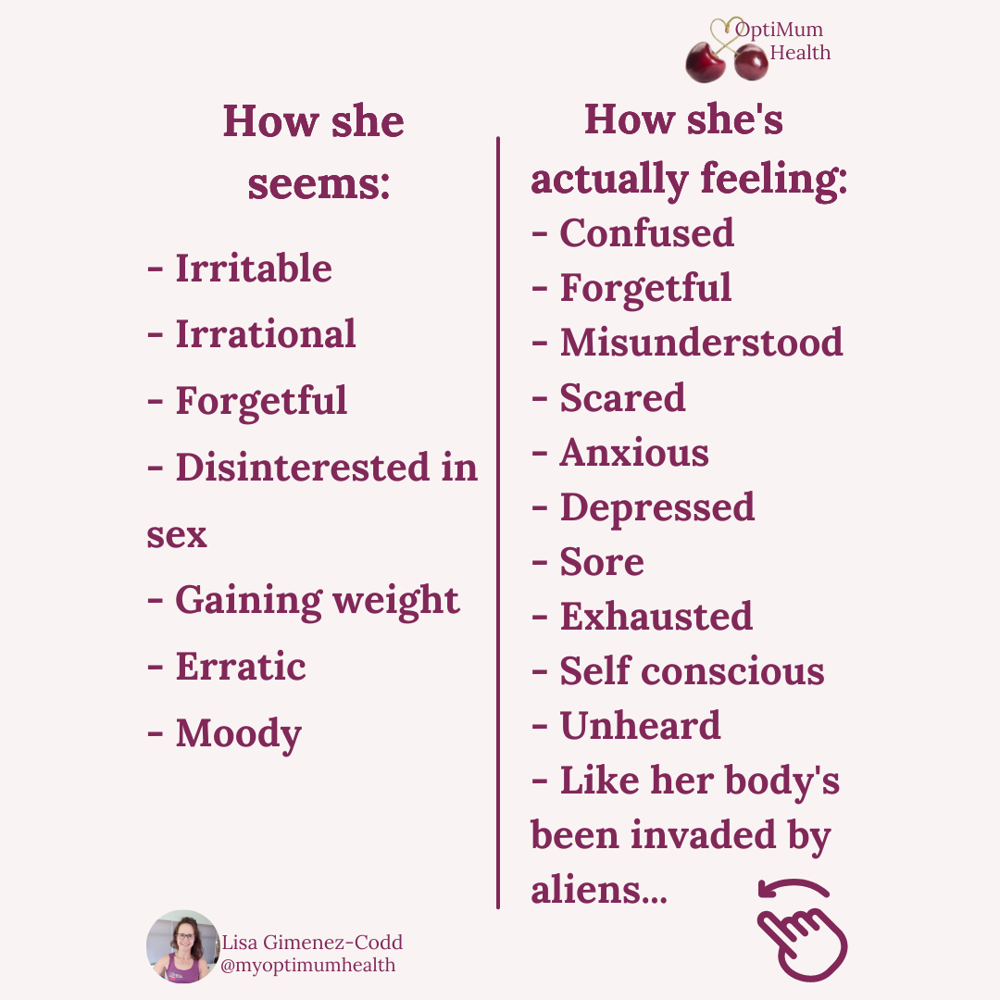 OptiMum
Health
How she
seems:
- Irritable
- Irrational
- Forgetful
- Disinterested in
sex
- Gaining weight
- Erratic
- Moody
How she's
actually feeling:
- Confused
- Forgetful
- Misunderstood
- Scared
- Anxious
- Depressed
- Sore
- Exhausted
- Self conscious
- Unheard
- Like her body's
been invaded by
aliens...
Lisa Gimenez-Codd
@myoptimumhealth